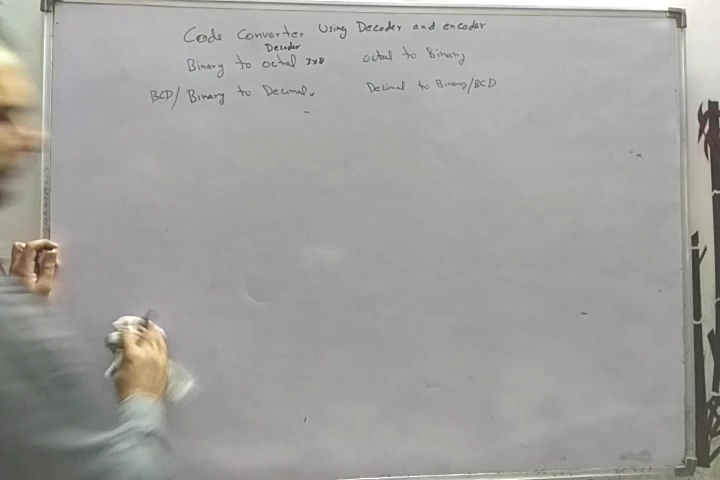 Code Converter Using Decoder and encoder
Decoder
Binary to octal 3x8 octal to Binary
BCD/ Binary to Decimal. Decimal to Binary/BCD